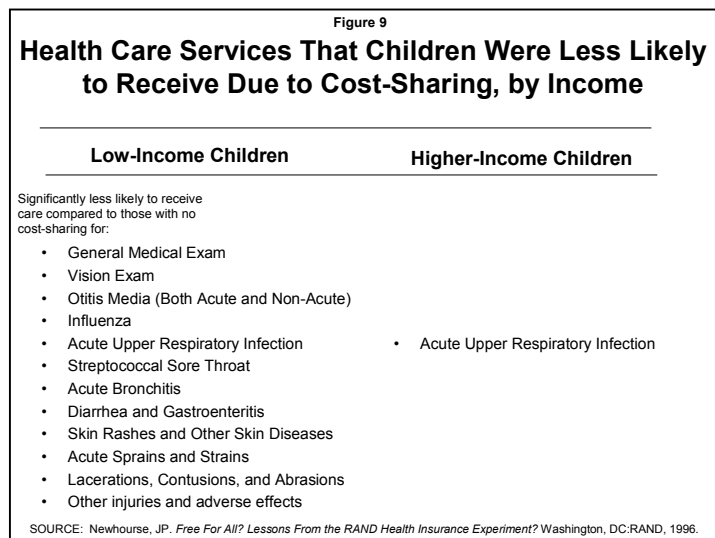 Figure 9
Health Care Services That Children Were Less Likely
to Receive Due to Cost-Sharing, by Income
Low-Income Children
Higher-Income Children
Significantly less likely to receive
care compared to those with no
cost-sharing for:
• General Medical Exam
• Vision Exam
• Otitis Media (Both Acute and Non-Acute)
• Influenza
• Acute Upper Respiratory Infection
• Streptococcal Sore Throat
• Acute Bronchitis
• Diarrhea and Gastroenteritis
• Skin Rashes and Other Skin Diseases
• Acute Sprains and Strains
• Lacerations, Contusions, and Abrasions
• Other injuries and adverse effects
• Acute Upper Respiratory Infection
SOURCE: Newhourse, JP. Free For All? Lessons From the RAND Health Insurance Experiment? Washington, DC:RAND, 1996.